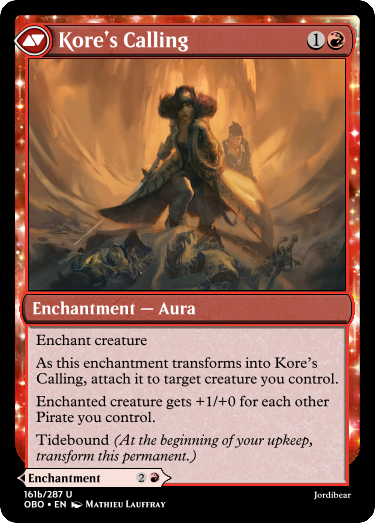 Kore's Calling 1
Enchantment — Aura
Enchant creature
As this enchantment transforms into Kore's
Calling, attach it to target creature you control.
Enchanted creature gets +1/+0 for each other
Pirate you control.
Tidebound (At the beginning of your upkeep,
transform this permanent.)
Enchantment 2
161b/287 U
OBO • EN Mathieu Lauffray
Jordibear